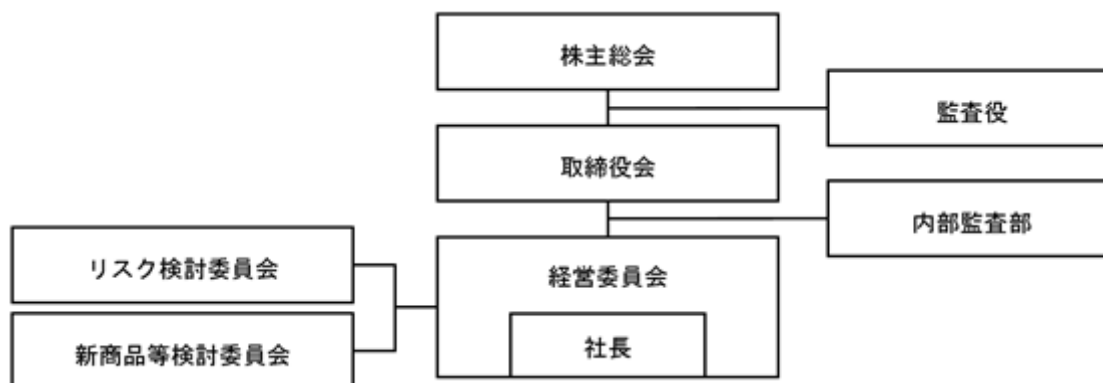 株主総会
監査役
取締役会
内部監査部
リスク検討委員会
経営委員会
新商品等検討委員会
社長